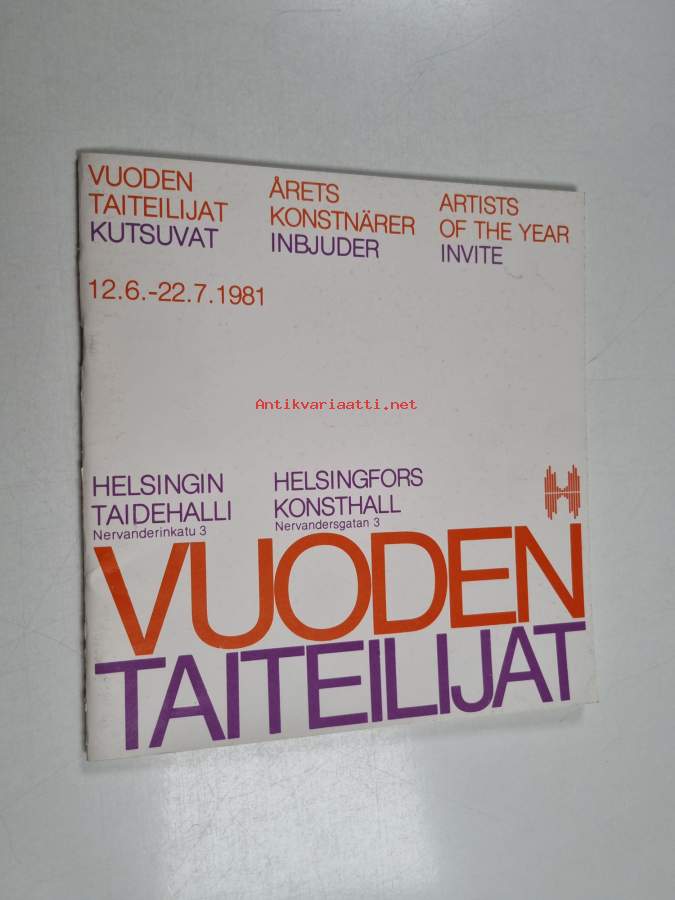 VUODEN
TAITEILIJAT
KUTSUVAT
ÅRETS
KONSTNÄRER
INBJUDER
ARTISTS
OF THE YEAR
INVITE
12.6.-22.7.1981
Antikvariaatti.net
HELSINGIN
TAIDEHALLI
Nervanderinkatu 3
HELSINGFORS
KONSTHALL
Nervandersgatan 3
VUODEN
TAITEILIJAT